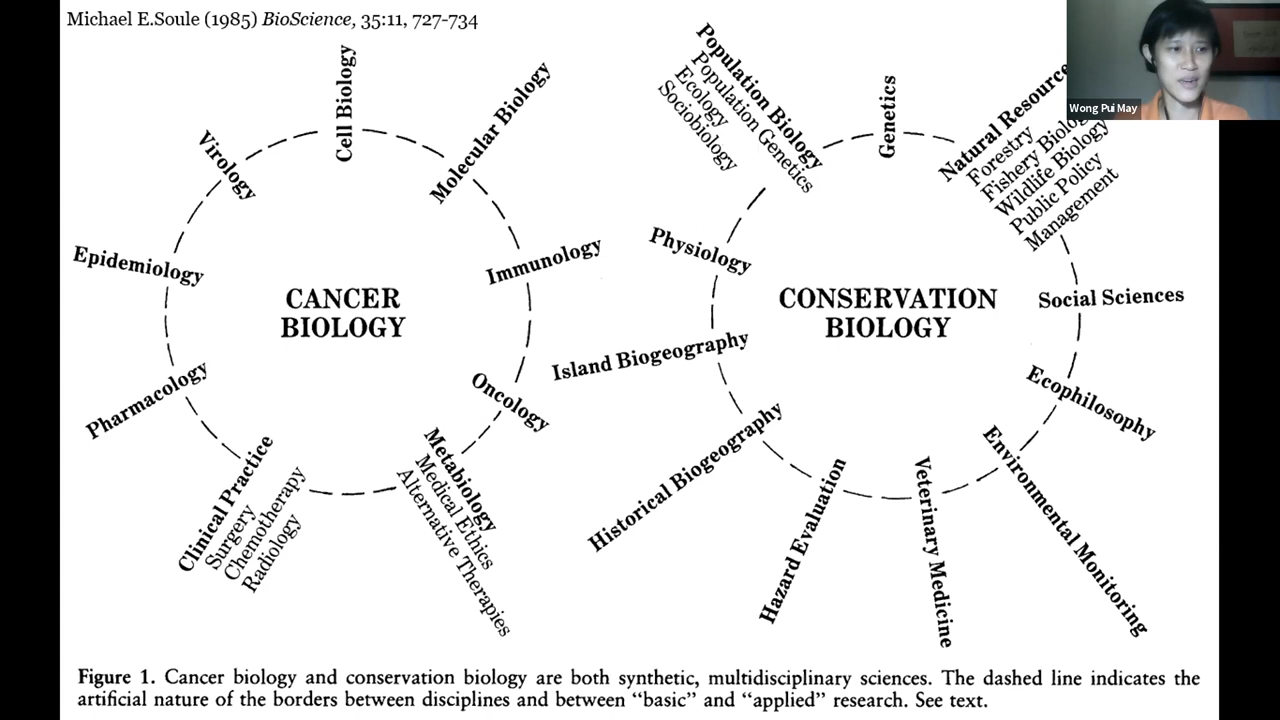 Michael E.Soule (1985) BioScience, 35:11, 727-734
Cell Biology
Molecular Biology
Virology
Immunology
Epidemiology
CANCER
BIOLOGY
Pharmacology
Oncology
Clinical Practice
Surgery
Chemotherapy
Radiology
Metabiology
Medical Ethics
Alternative Therapies
Population Biology
Population Genetics
Ecology
Sociobiology
Genetics
Natural Resource
Forestry
Fishery
Wildlife Biology
Public Policy
Management
Physiology
Social Sciences
CONSERVATION
BIOLOGY
Island Biogeography
Ecophilosophy
Historical Biogeography
Hazard Evaluation
Veterinary Medicine
Environmental Monitoring
Wong Pui May
Figure 1. Cancer biology and conservation biology are both synthetic, multidisciplinary sciences. The dashed line indicates the
artificial nature of the borders between disciplines and between “basic” and “applied” research. See text.